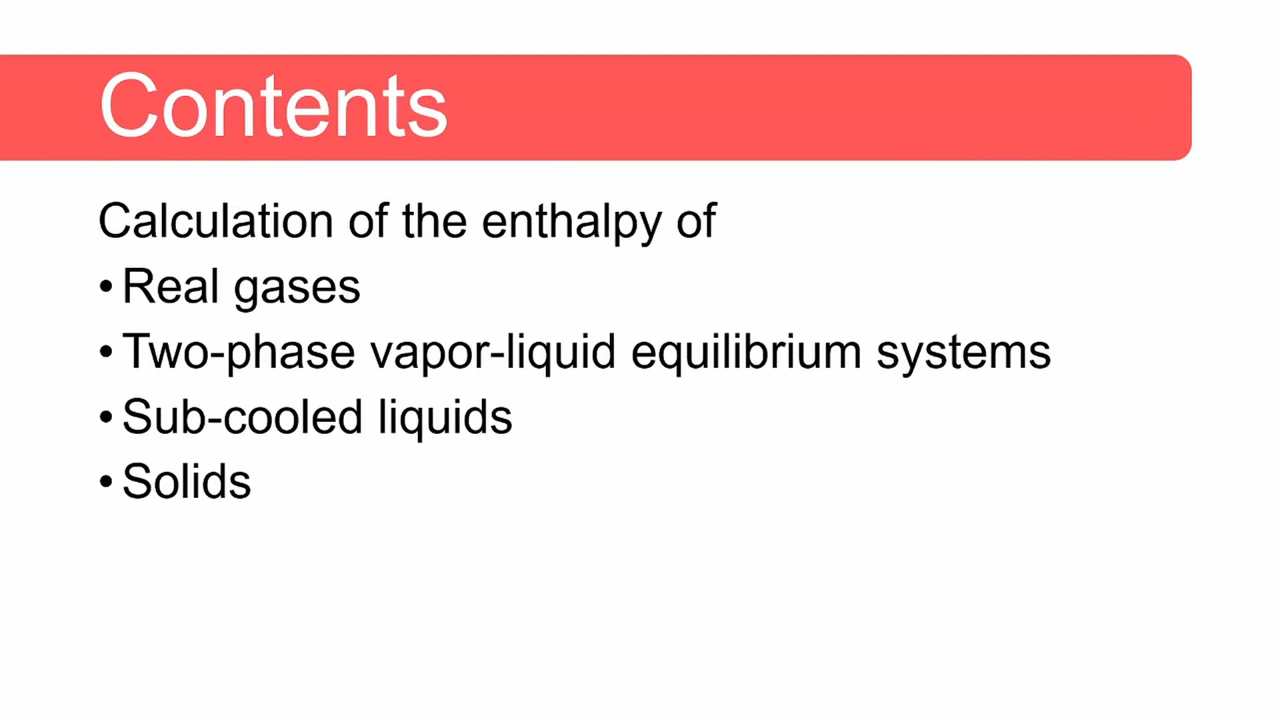 Contents
Calculation of the enthalpy of
•Real gases
•Two-phase vapor-liquid equilibrium systems
•Sub-cooled liquids
•Solids